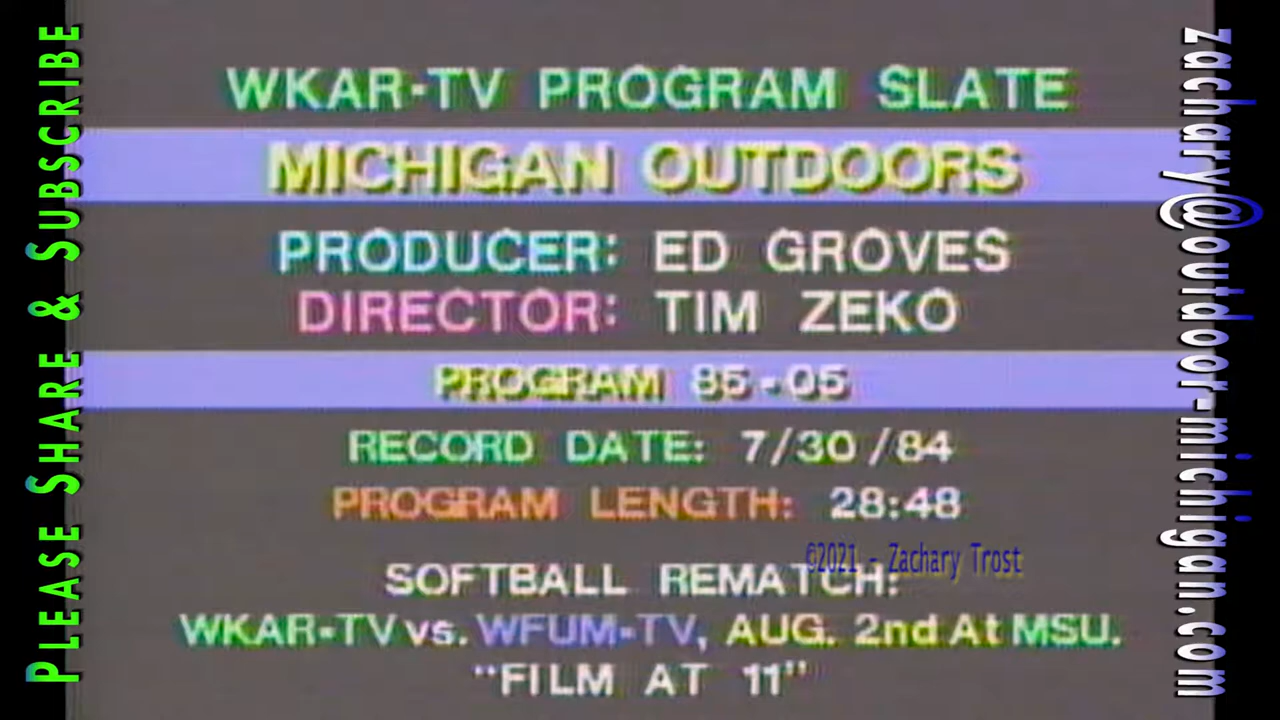 WKAR-TV PROGRAM SLATE
MICHIGAN OUTDOORS
PRODUCER: ED GROVES
DIRECTOR: TIM ZEKO
PROGRAM 85-05
RECORD DATE: 7/30/84
PROGRAM LENGTH: 28:48
©2021 - Zachary Trost
SOFTBALL REMATCH:
WKAR-TV vs. WFUM-TV, AUG. 2nd At MSU.
"FILM AT 11"
PLEASE SHARE & SUBSCRIBE
zachary@outdoor-michigan.com